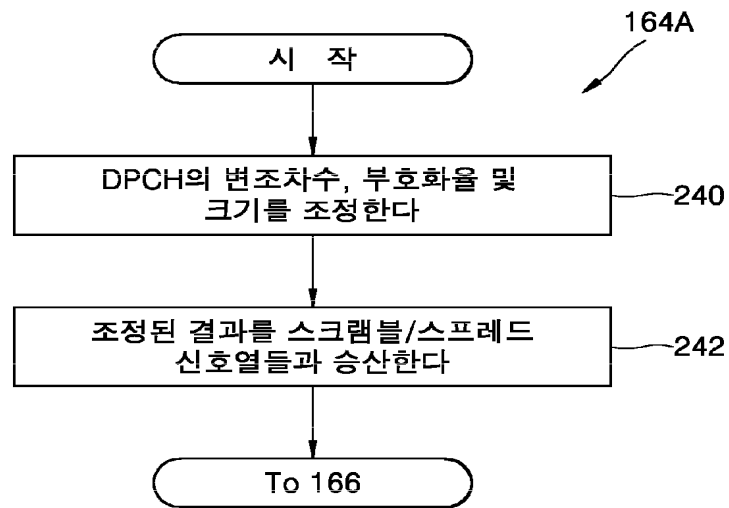 164A
시 작
DPCH의 변조차수, 부호화율 및
크기를 조정한다
240
조정된 결과를 스크램블/스프레드
신호열들과 승산한다
242
To 166